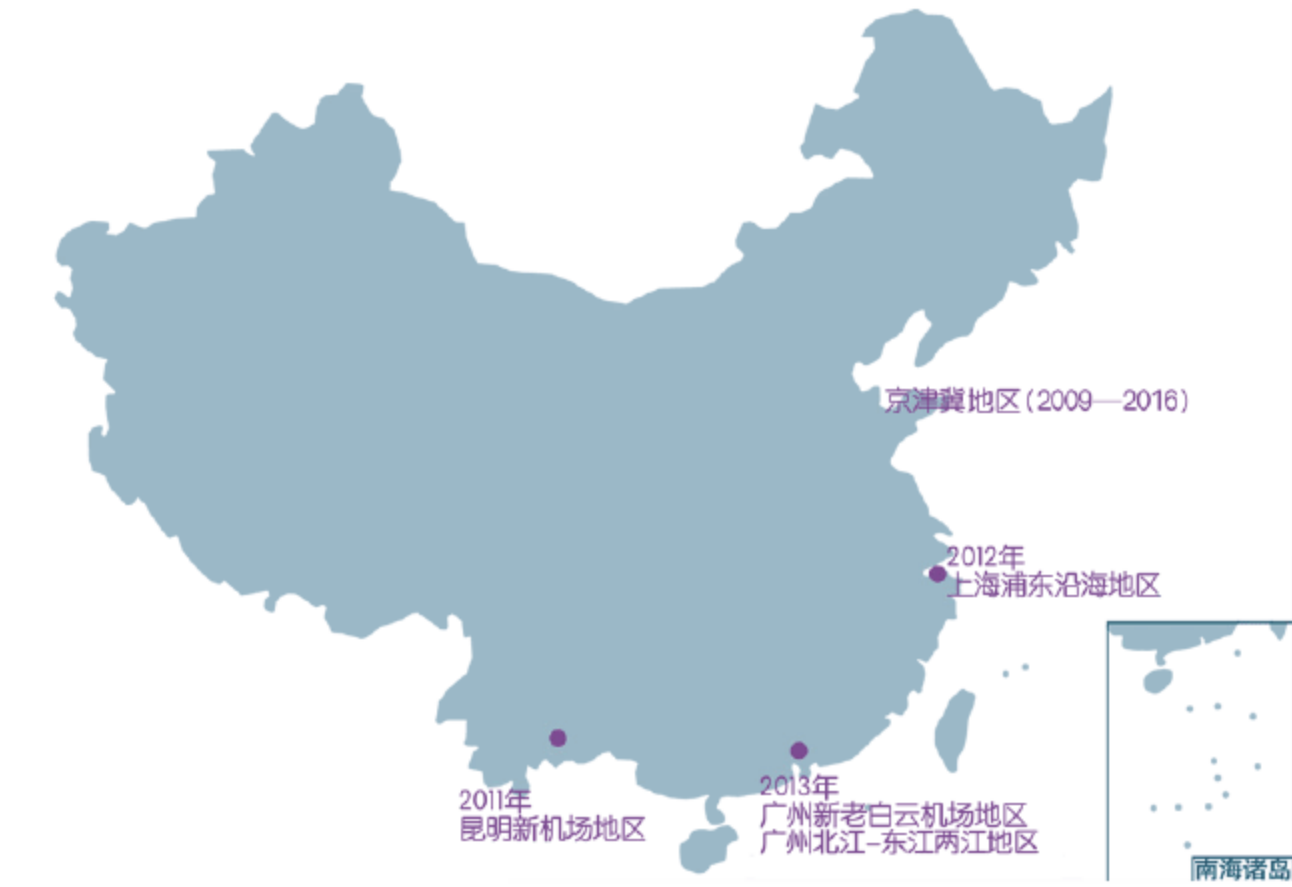 京津冀地区(2009—2016)
2012年
上海浦东沿海地区
2011年
昆明新机场地区
2013年
广州新老白云机场地区
广州北江-东江两江地区
南海诸岛